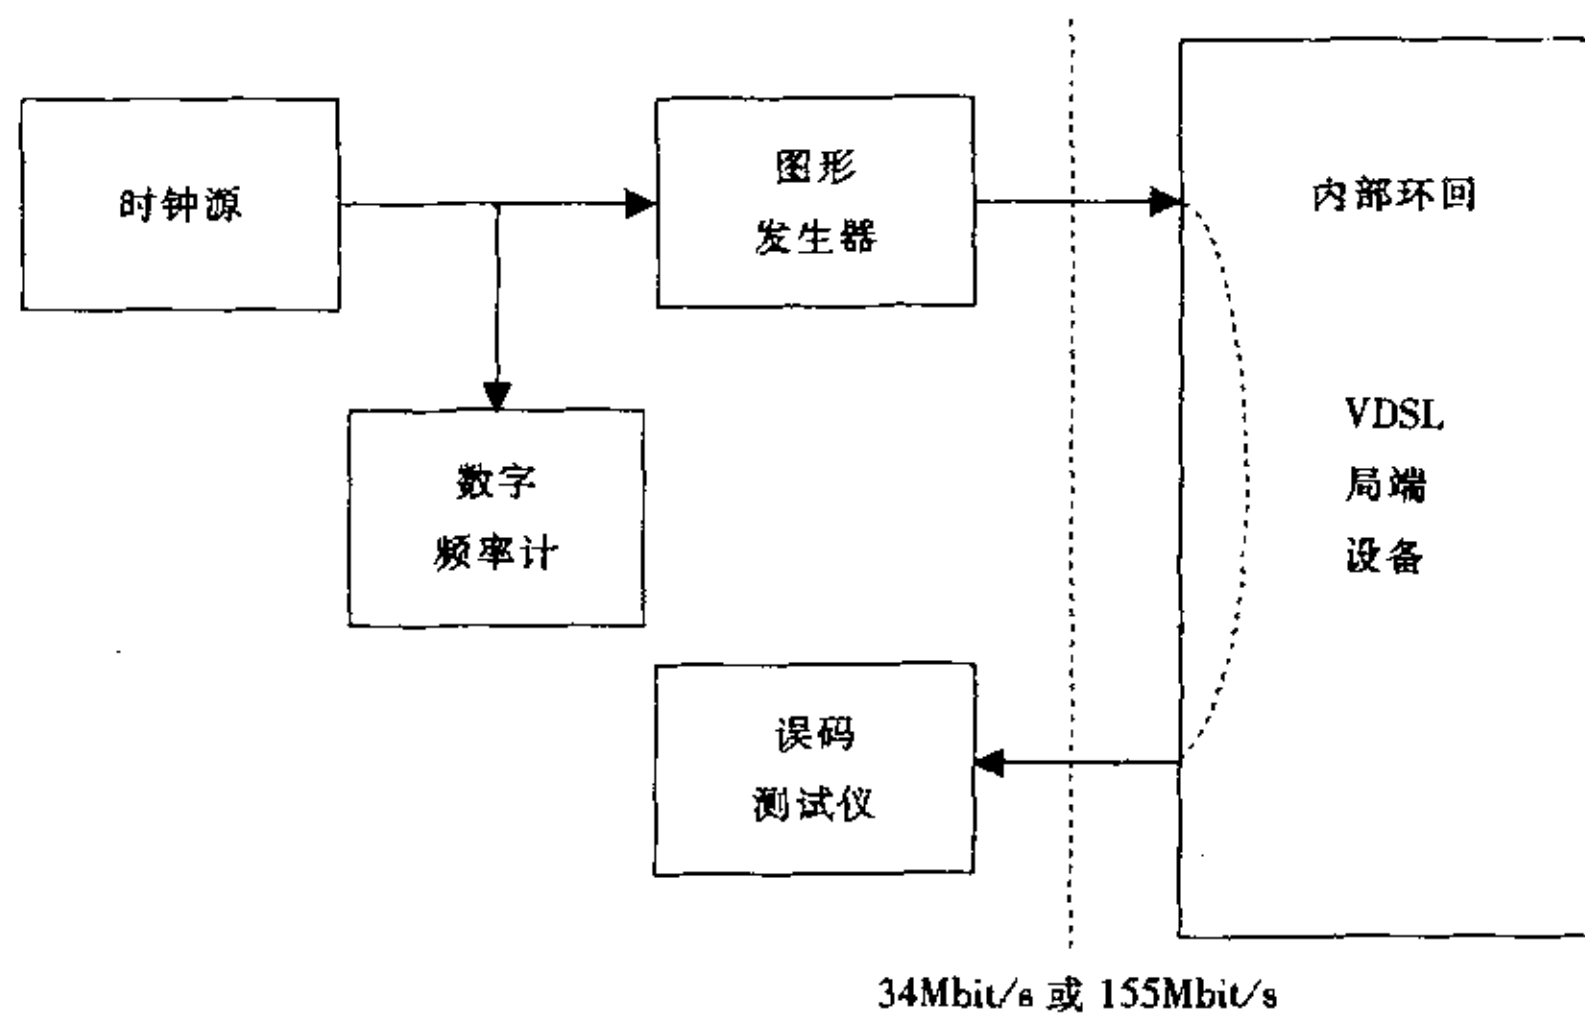 时钟源
图形
发生器
内部环回
数字
频率计
VDSL
局端
设备
误码
测试仪
34Mbit/s 或 155Mbit/s